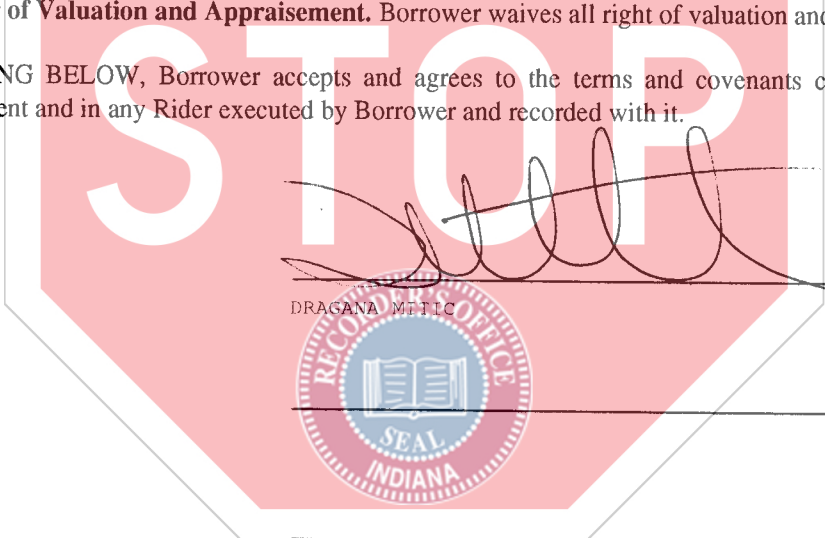 of Valuation and Appraisement. Borrower waives all right of valuation and
NG BELOW, Borrower accepts and agrees to the terms and covenants c
ent and in any Rider executed by Borrower and recorded with it.
STOP
DRAGANA MITIC
RECORDER'S OFFICE
SEAL
INDIANA